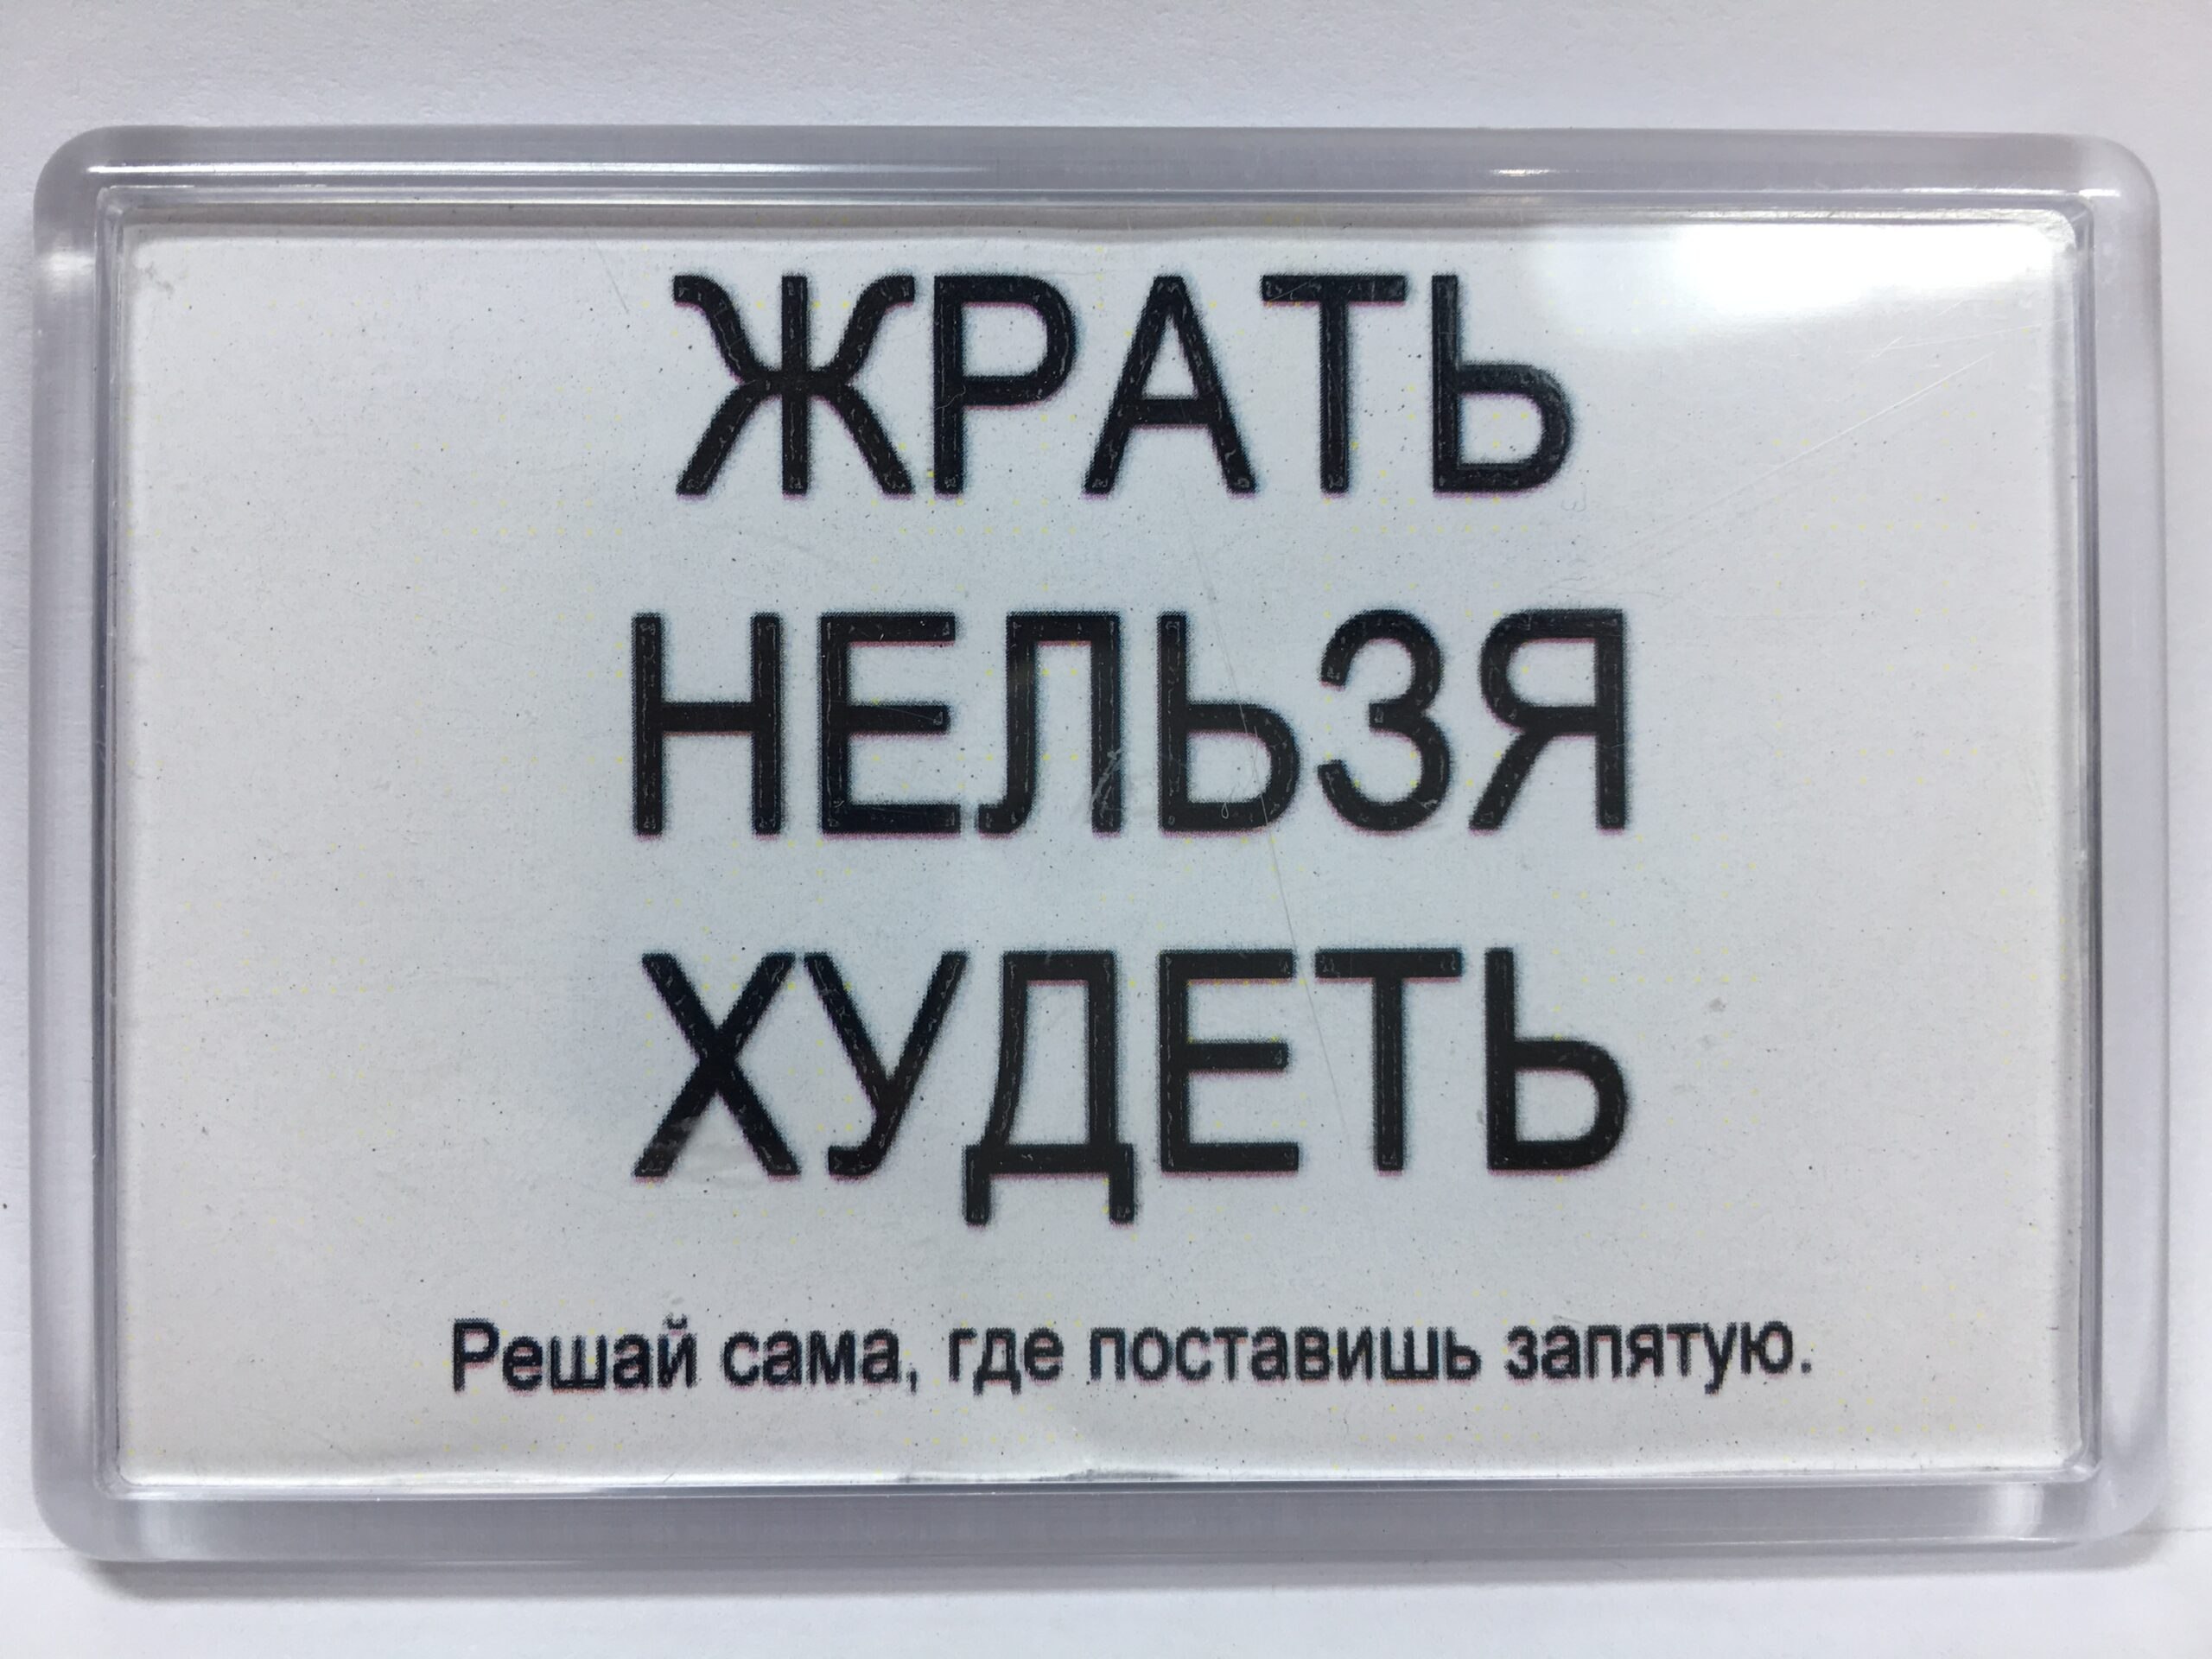 ЖРАТЬ
НЕЛЬЗЯ
ХУДЕТЬ
Решай сама, где поставишь запятую.